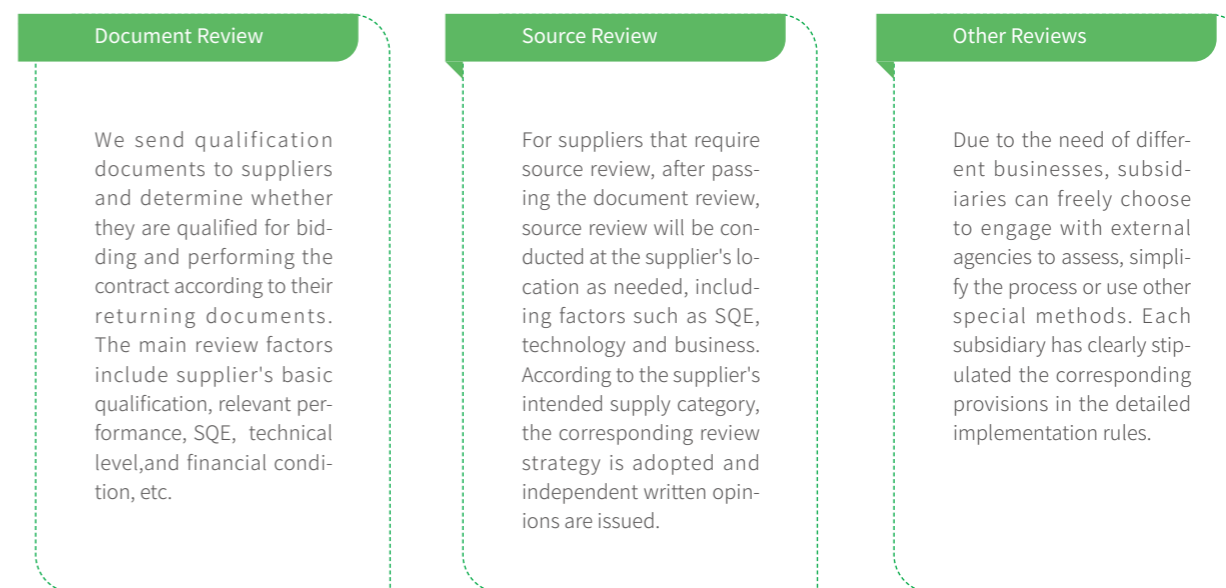 Document Review
We send qualification
documents to suppliers
and determine whether
they are qualified for bid-
ding and performing the
contract according to their
returning documents.
The main review factors
include supplier's basic
qualification, relevant per-
formance, SQE, technical
level,and financial condi-
tion, etc.
Source Review
For suppliers that require
source review, after pass-
ing the document review,
source review will be con-
ducted at the supplier's lo-
cation as needed, includ-
ing factors such as SQE,
technology and business.
According to the supplier's
intended supply category,
the corresponding review
strategy is adopted and
independent written opin-
ions are issued.
Other Reviews
Due to the need of differ-
ent businesses, subsid-
iaries can freely choose
to engage with external
agencies to assess, simpli-
fy the process or use other
special methods. Each
subsidiary has clearly stip-
ulated the corresponding
provisions in the detailed
implementation rules.